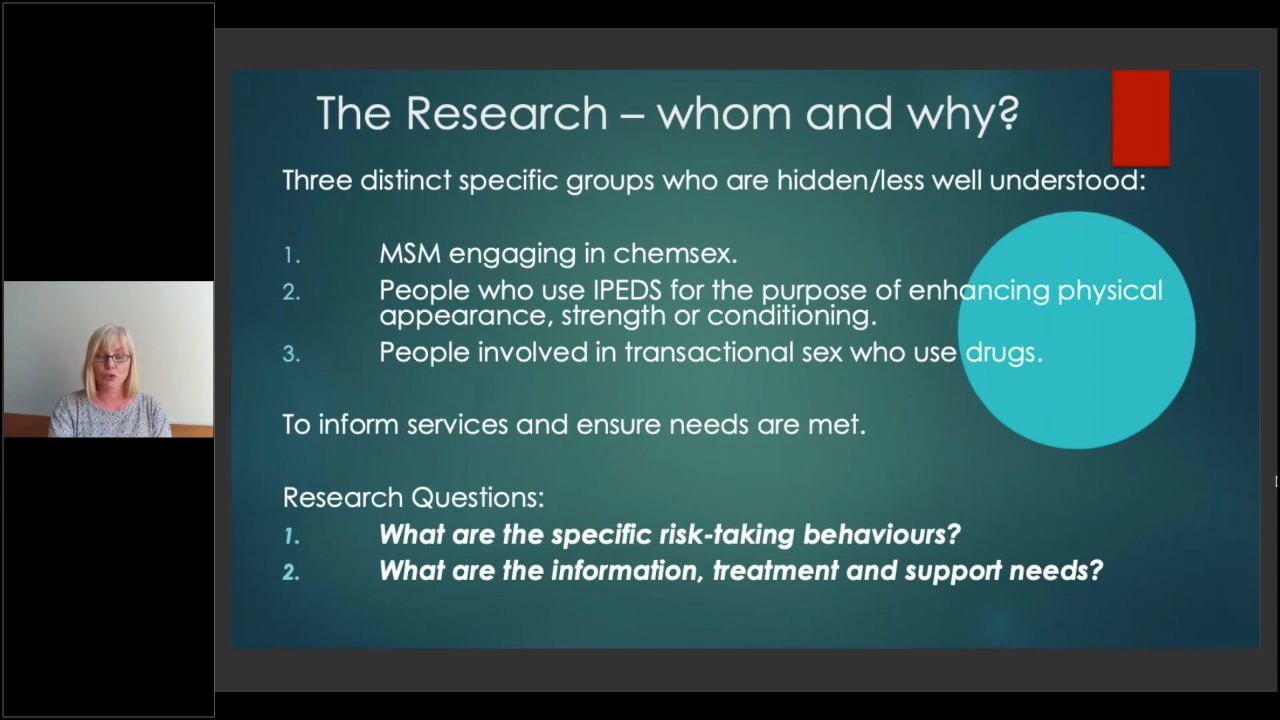 The Research – whom and why?
Three distinct specific groups who are hidden/less well understood:
1. MSM engaging in chemsex.
2. People who use IPEDS for the purpose of enhancing physical
appearance, strength or conditioning.
3. People involved in transactional sex who use drugs.
To inform services and ensure needs are met.
Research Questions:
1. What are the specific risk-taking behaviours?
2. What are the information, treatment and support needs?